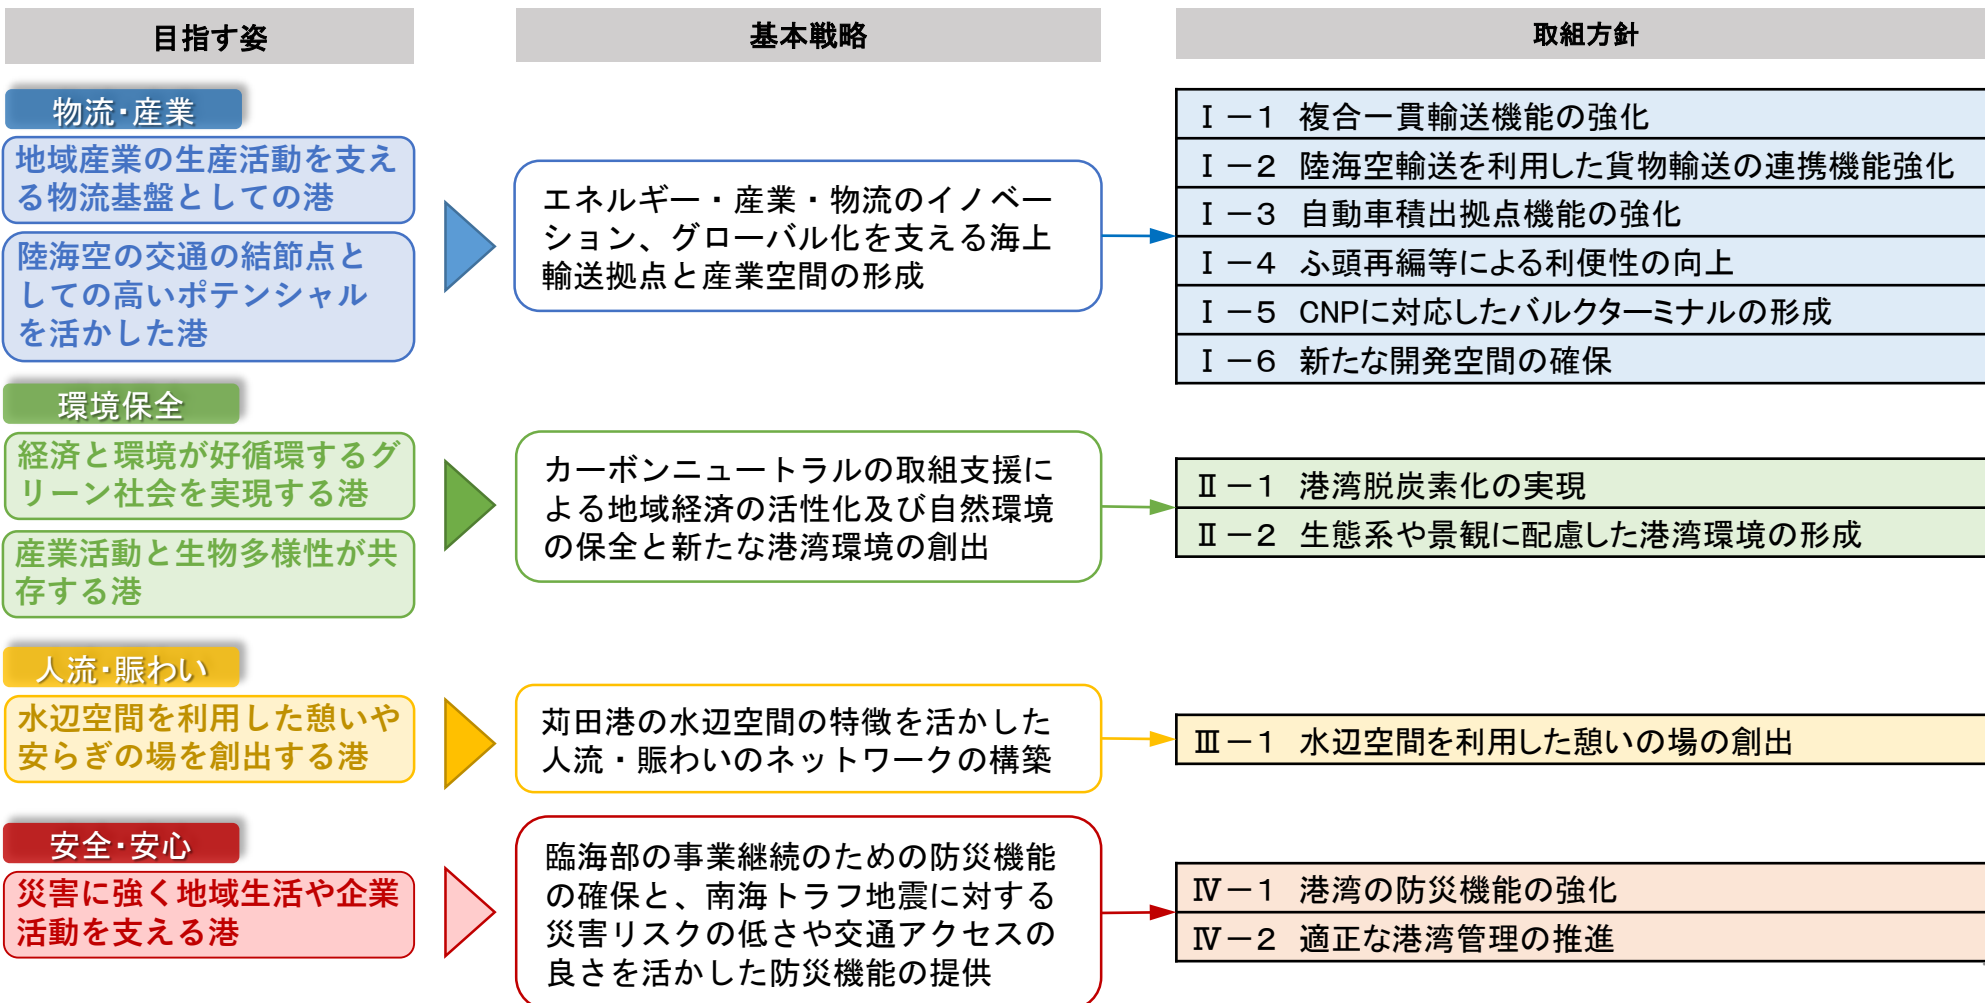 目指す姿
基本戦略
取組方針
物流・産業
地域産業の生産活動を支え
る物流基盤としての港
陸海空の交通の結節点と
しての高いポテンシャル
を活かした港
エネルギー・産業・物流のイノベー
ション、グローバル化を支える海上
輸送拠点と産業空間の形成
Ⅰ－１ 複合一貫輸送機能の強化
Ⅰ－２ 陸海空輸送を利用した貨物輸送の連携機能強化
Ⅰ－３ 自動車積出拠点機能の強化
Ⅰ－４ ふ頭再編等による利便性の向上
Ⅰ－５ CNPに対応したバルクターミナルの形成
Ⅰ－６ 新たな開発空間の確保
環境保全
経済と環境が好循環するグ
リーン社会を実現する港
産業活動と生物多様性が共
存する港
カーボンニュートラルの取組支援に
よる地域経済の活性化及び自然環境
の保全と新たな港湾環境の創出
Ⅱ－１ 港湾脱炭素化の実現
Ⅱ－２ 生態系や景観に配慮した港湾環境の形成
人流・賑わい
水辺空間を利用した憩いや
安らぎの場を創出する港
苅田港の水辺空間の特徴を活かした
人流・賑わいのネットワークの構築
Ⅲ－１ 水辺空間を利用した憩いの場の創出
安全・安心
災害に強く地域生活や企業
活動を支える港
臨海部の事業継続のための防災機能
の確保と、南海トラフ地震に対する
災害リスクの低さや交通アクセスの
良さを活かした防災機能の提供
Ⅳ－１ 港湾の防災機能の強化
Ⅳ－２ 適正な港湾管理の推進